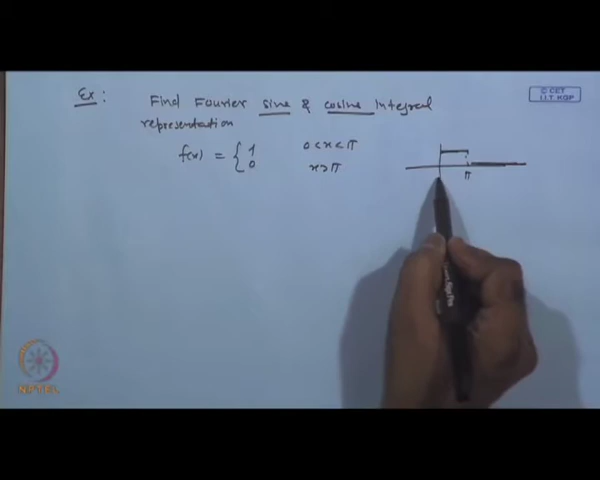 Ex: Find Fourier sine & cosine Integral
representation
f(x) = { 1 0<x<π
0 x>π
π
© CET
I.I.T. KGP
NPTEL